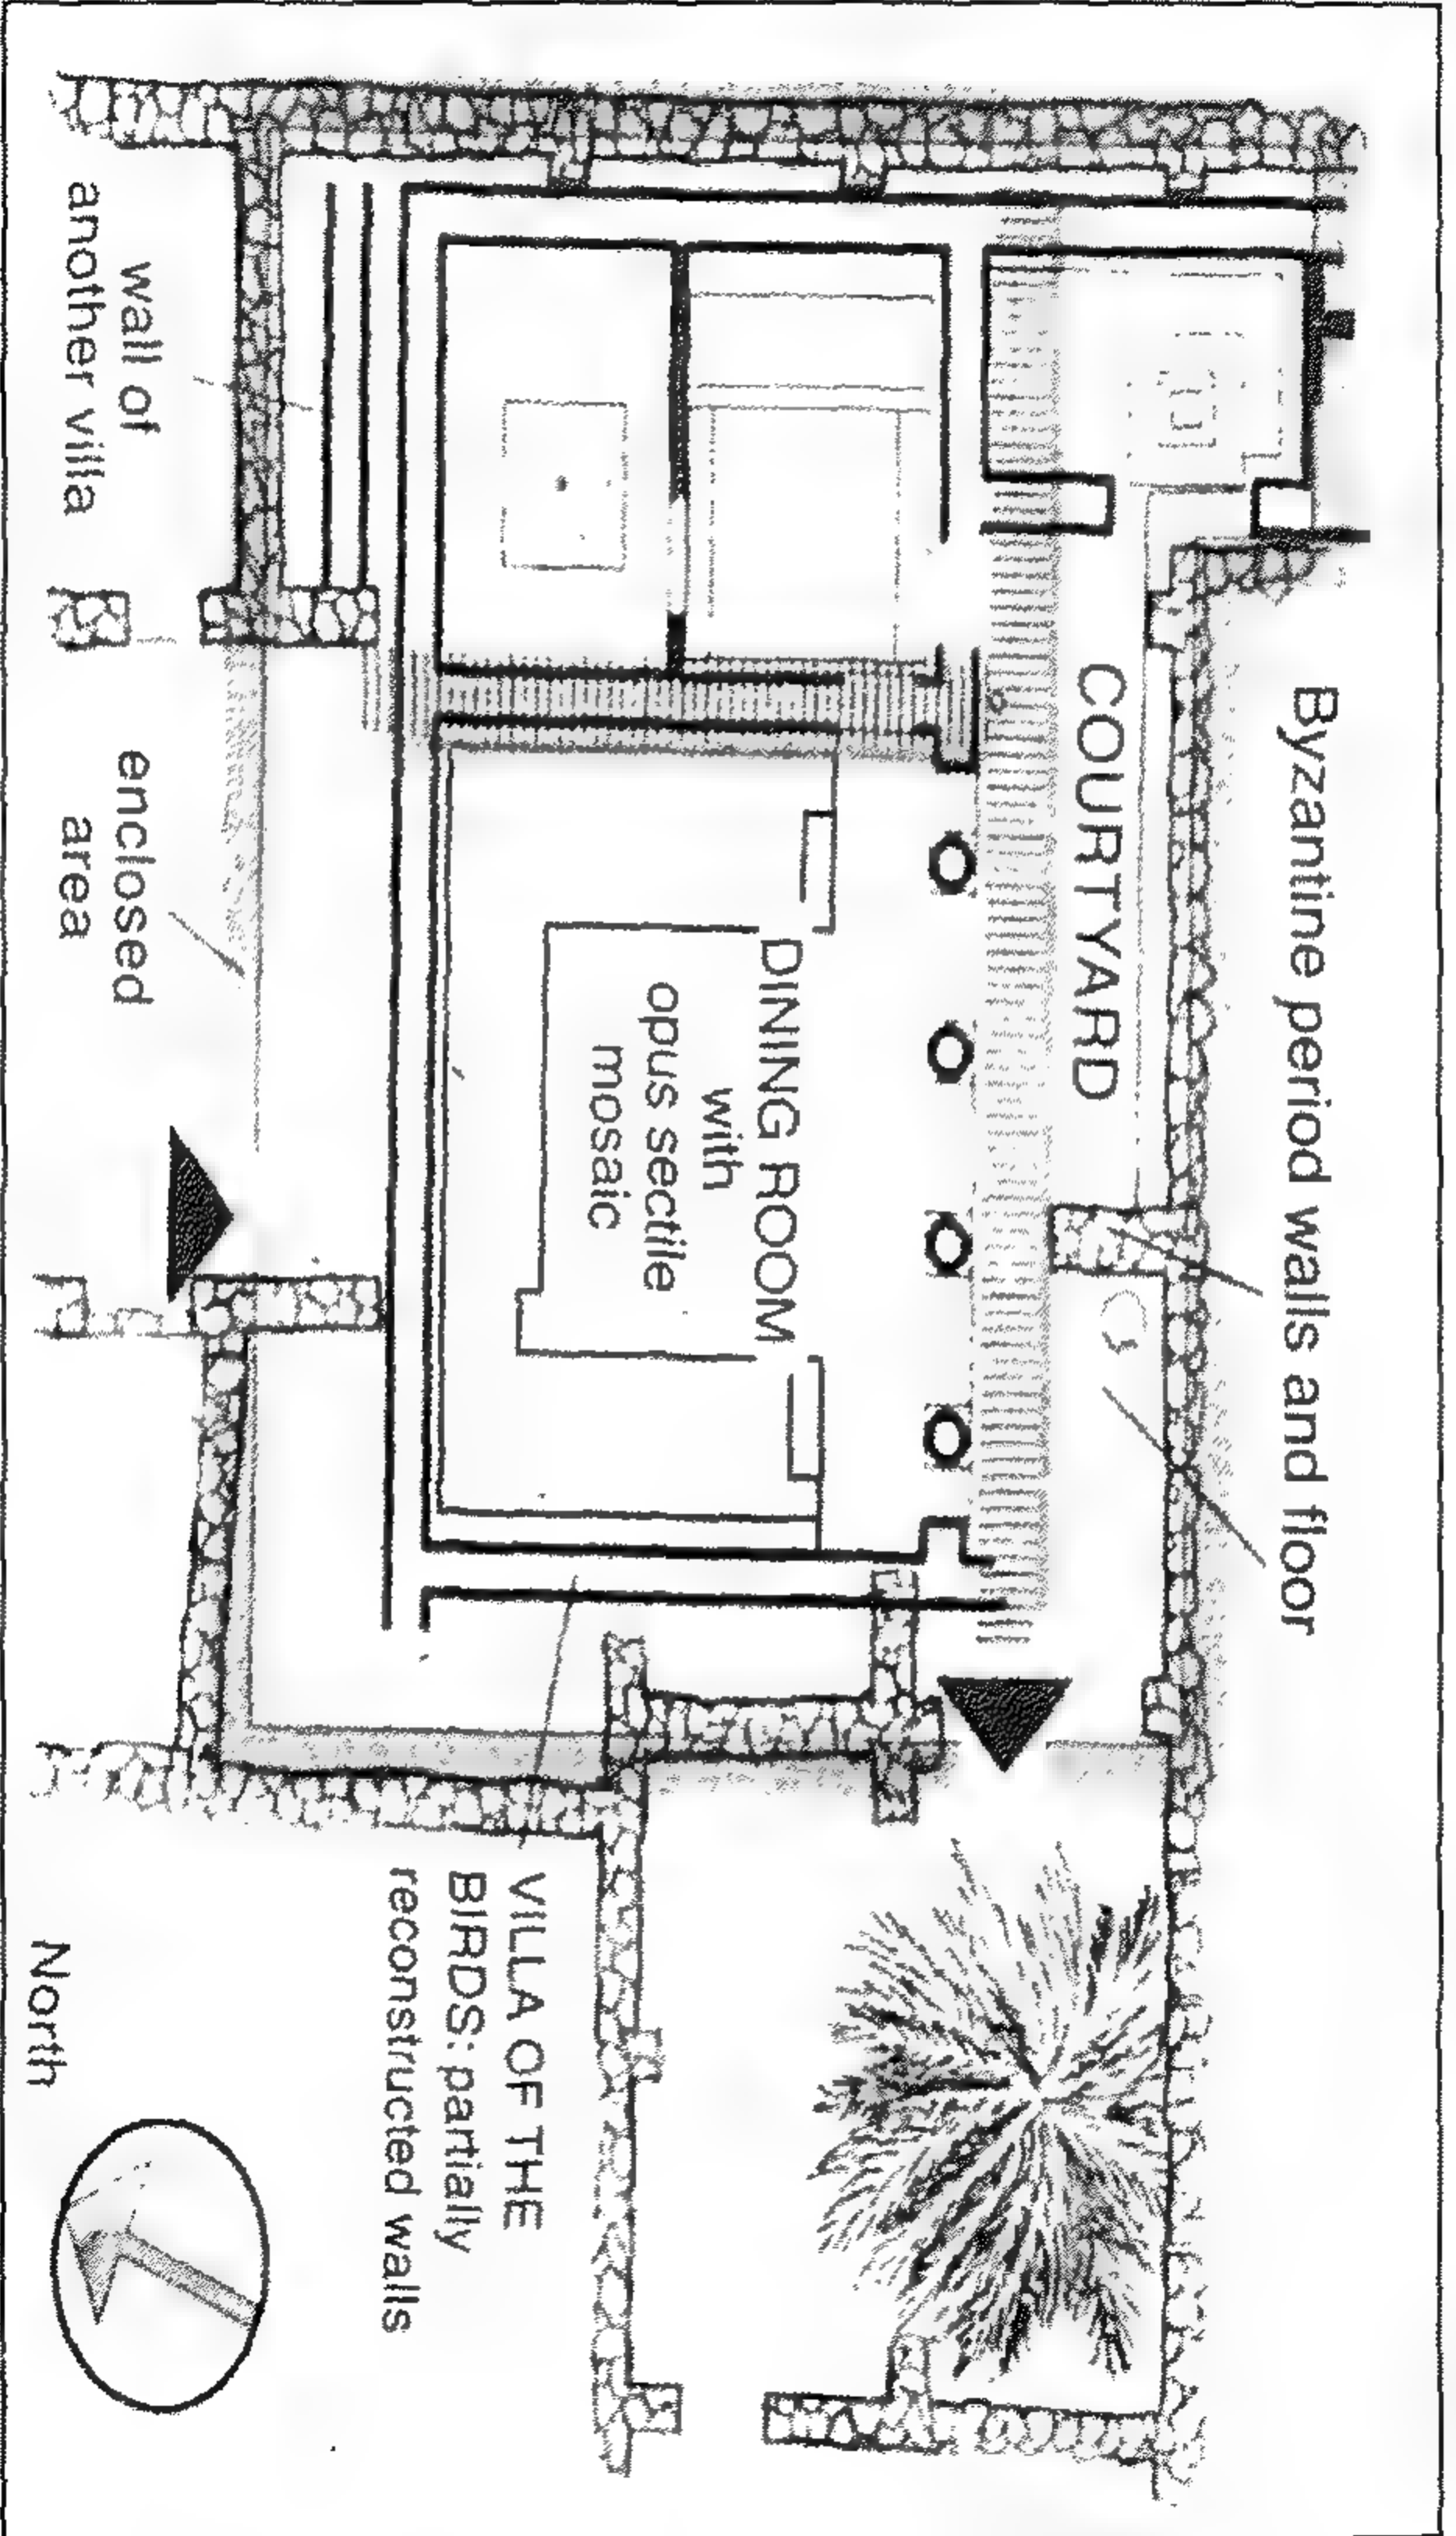 Byzantine period walls and floor
COURTYARD
DINING ROOM
with
opus sectile
mosaic
wall of
another villa
enclosed
area
VILLA OF THE
BIRDS: partially
reconstructed walls
North